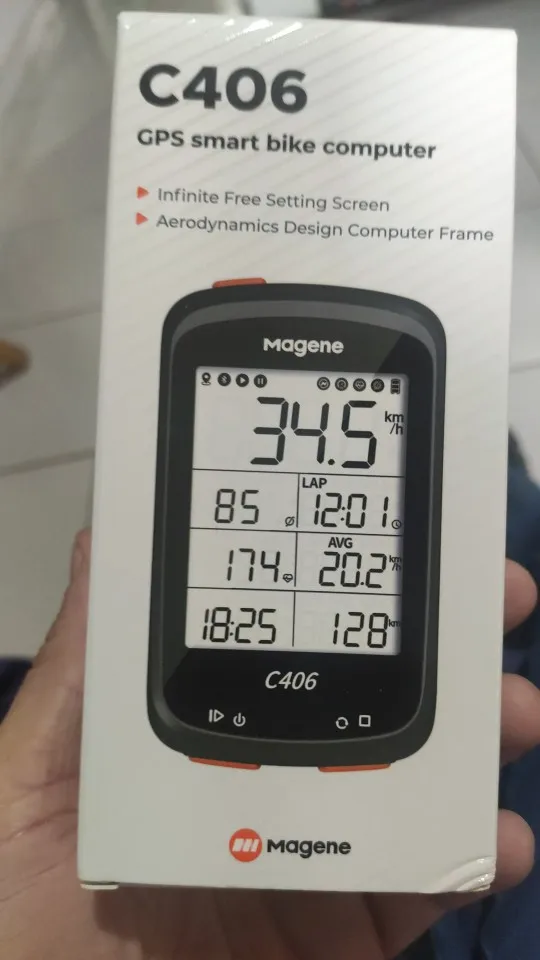 C406
GPS smart bike computer
Infinite Free Setting Screen
Aerodynamics Design Computer Frame
Magene
34.5 km/h
LAP
85 12:01
AVG
174 20.2 km/h
18:25 128 km
C406
Magene